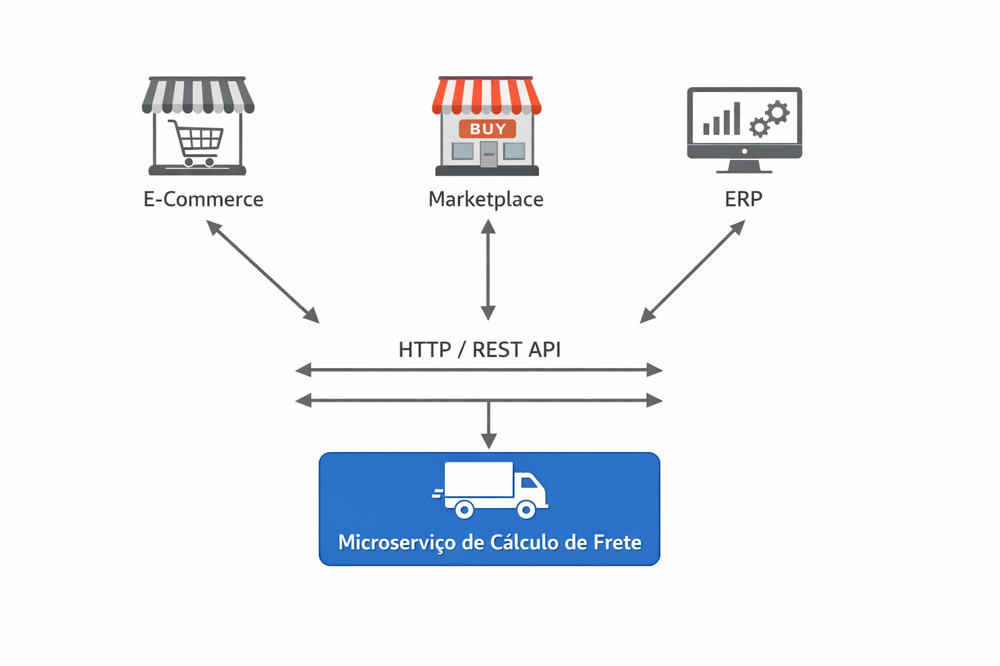 BUY
E-Commerce
Marketplace
ERP
HTTP / REST API
Microserviço de Cálculo de Frete